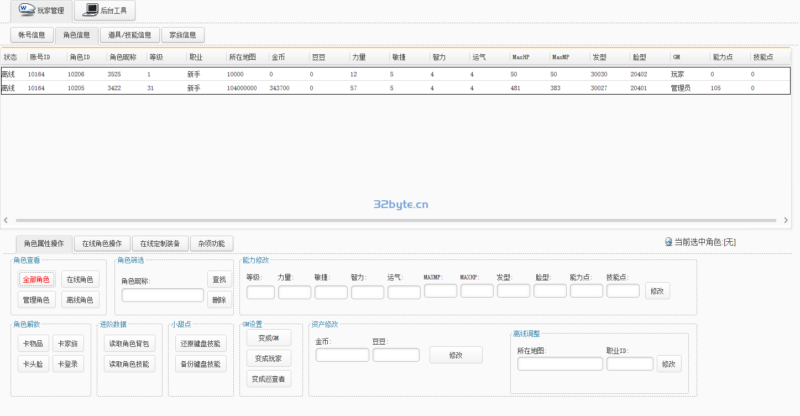 玩家管理 后台工具
帐号信息 角色信息 道具/技能信息 家族信息
状态 账号ID 角色ID 角色昵称 等级 职业 所在地图 金币 豆豆 力量 敏捷 智力 运气 MaxHP MaxMP 发型 脸型 GM 能力点 技能点
离线 10164 10206 3525 1 新手 10000 0 0 12 5 4 4 50 50 30030 20402 玩家 0 0
离线 10164 10205 3422 31 新手 104000000 343700 0 57 5 4 4 481 383 30027 20401 管理员 105 0
32byte.cn
角色属性操作 在线角色操作 在线定制装备 杂项功能 当前选中角色:[无]
角色查看 角色筛选 能力修改
全部角色 在线角色 角色昵称: 查找 等级: 力量: 敏捷: 智力: 运气: MAXMP: MAXHP: 发型: 脸型: 能力点: 技能点:
管理角色 离线角色 删除 修改
角色解救 进阶数据 小甜点 GM设置 资产修改
卡物品 卡家族 读取角色背包 还原键盘技能 变成GM 金币: 豆豆: 离线调整
卡头脸 卡登录 读取角色技能 备份键盘技能 变成玩家 修改 所在地图: 职业ID: 修改
变成巡查者